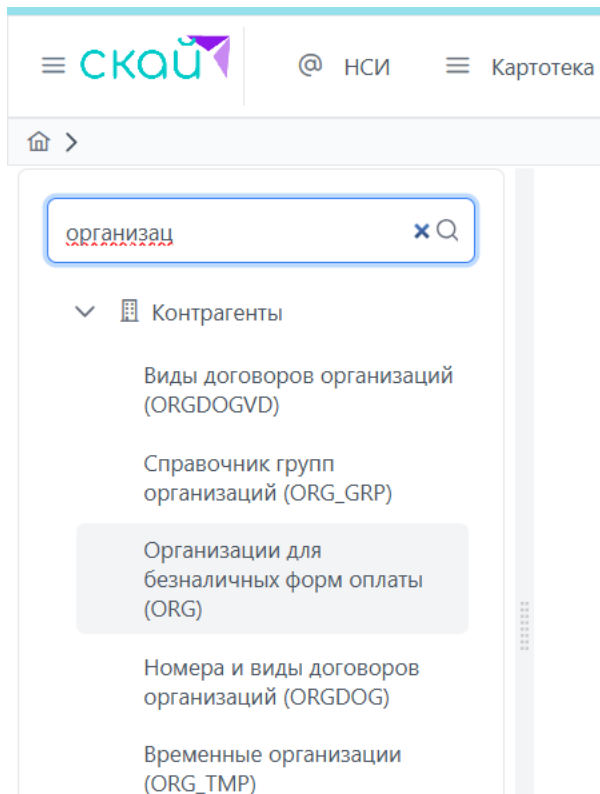 скай
@ НСИ
Картотека
организац
Контрагенты
Виды договоров организаций
(ORGDOGVD)
Справочник групп
организаций (ORG_GRP)
Организации для
безналичных форм оплаты
(ORG)
Номера и виды договоров
организаций (ORGDOG)
Временные организации
(ORG_TMP)